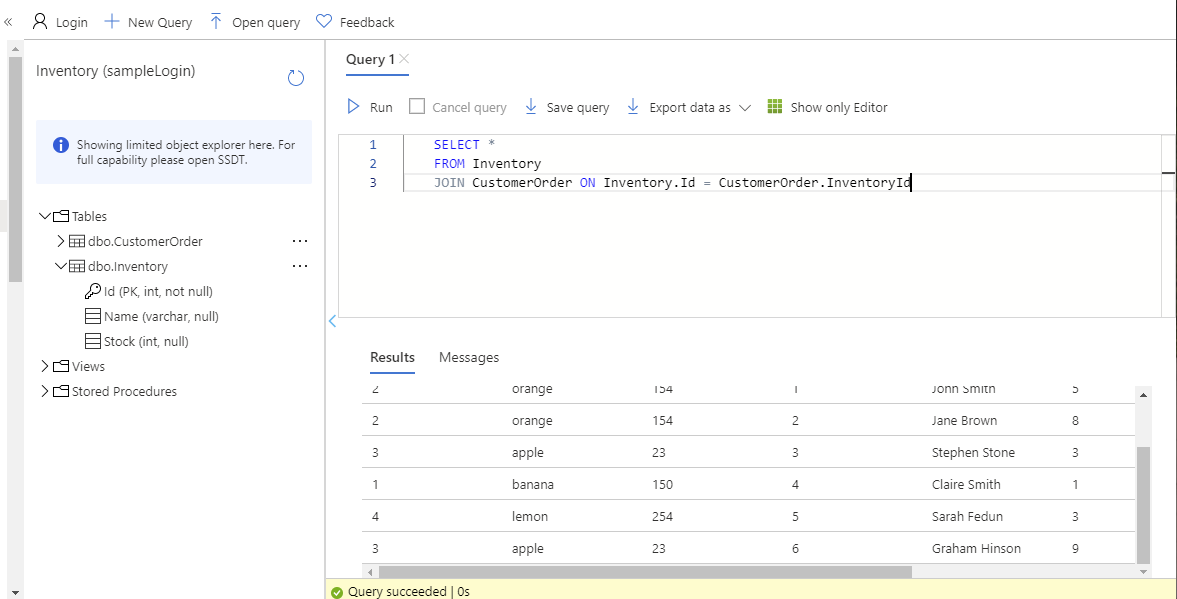 « Login New Query Open query Feedback
Inventory (sampleLogin)
Showing limited object explorer here. For
full capability please open SSDT.
Tables
dbo.CustomerOrder ...
dbo.Inventory ...
Id (PK, int, not null)
Name (varchar, null)
Stock (int, null)
Views
Stored Procedures
Query 1
Run Cancel query Save query Export data as Show only Editor
1 SELECT *
2 FROM Inventory
3 JOIN CustomerOrder ON Inventory.Id = CustomerOrder.InventoryId
Results Messages
2 orange 154 1 John Smith 5
2 orange 154 2 Jane Brown 8
3 apple 23 3 Stephen Stone 3
1 banana 150 4 Claire Smith 1
4 lemon 254 5 Sarah Fedun 3
3 apple 23 6 Graham Hinson 9
Query succeeded | 0s